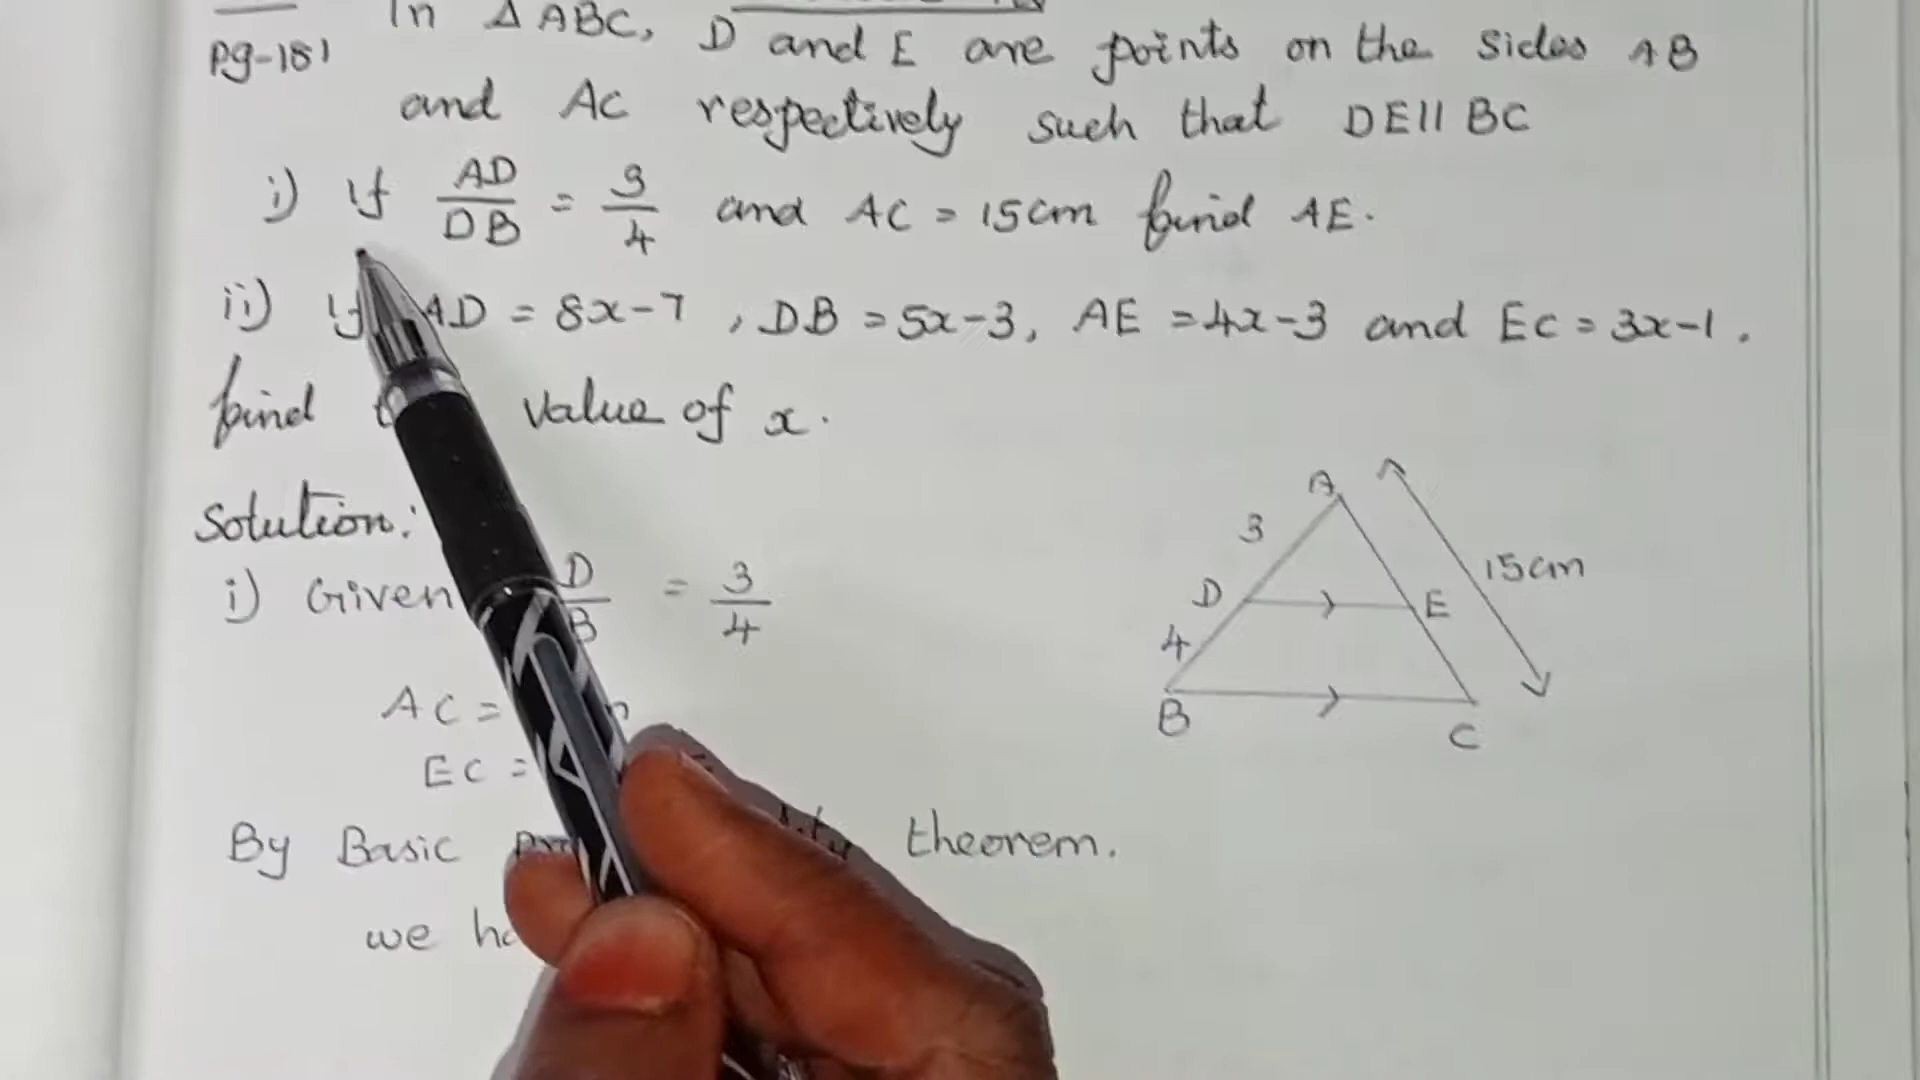 In Δ ABC, D and E are points on the sides AB
Pg-181
and AC respectively such that DE || BC
i) If AD/DB = 3/4 and AC = 15cm find AE.
ii) If AD = 8x-7, DB = 5x-3, AE = 4x-3 and EC = 3x-1.
find value of x.
Solution:
i) Given D/B = 3/4
AC =
EC =
By Basic theorem.
we
A
3
15cm
D
E
4
B
C